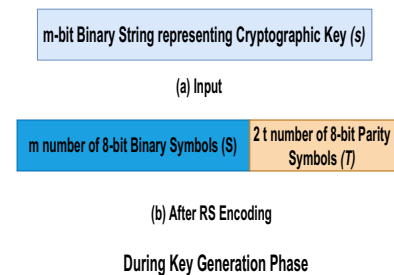 m-bit Binary String representing Cryptographic Key (s)
(a) Input
m number of 8-bit Binary Symbols (S)
2 t number of 8-bit Parity
Symbols (T)
(b) After RS Encoding
During Key Generation Phase